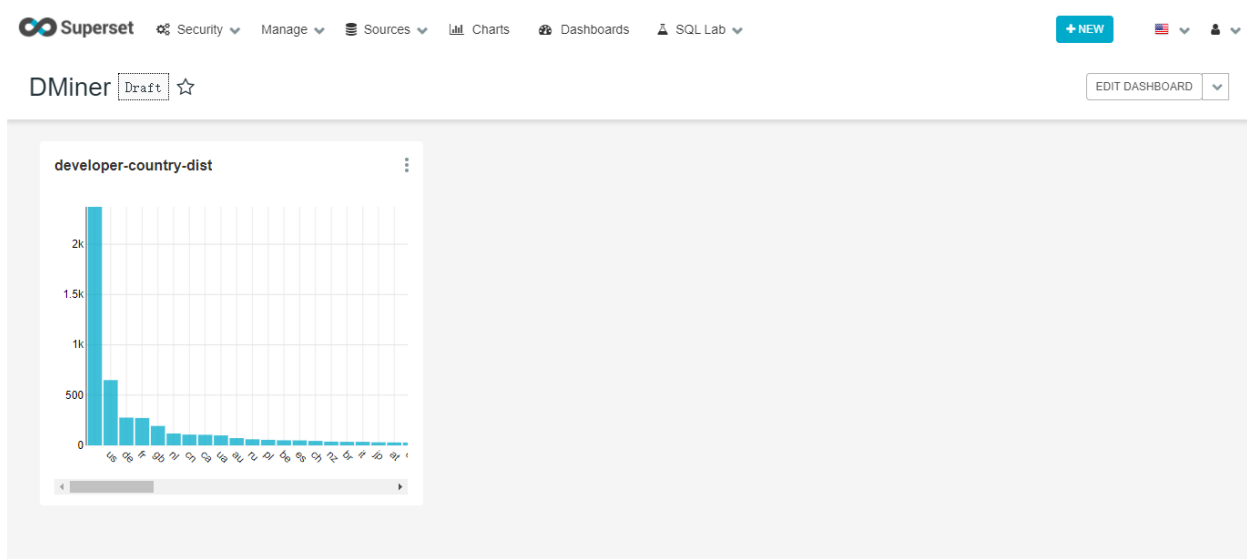 Superset Security Manage Sources Charts Dashboards SQL Lab + NEW
DMiner Draft EDIT DASHBOARD
developer-country-dist
2k
1.5k
1k
500
0
us de fr gb nl cn ca ua au ru pl be es ch nz br it jp at